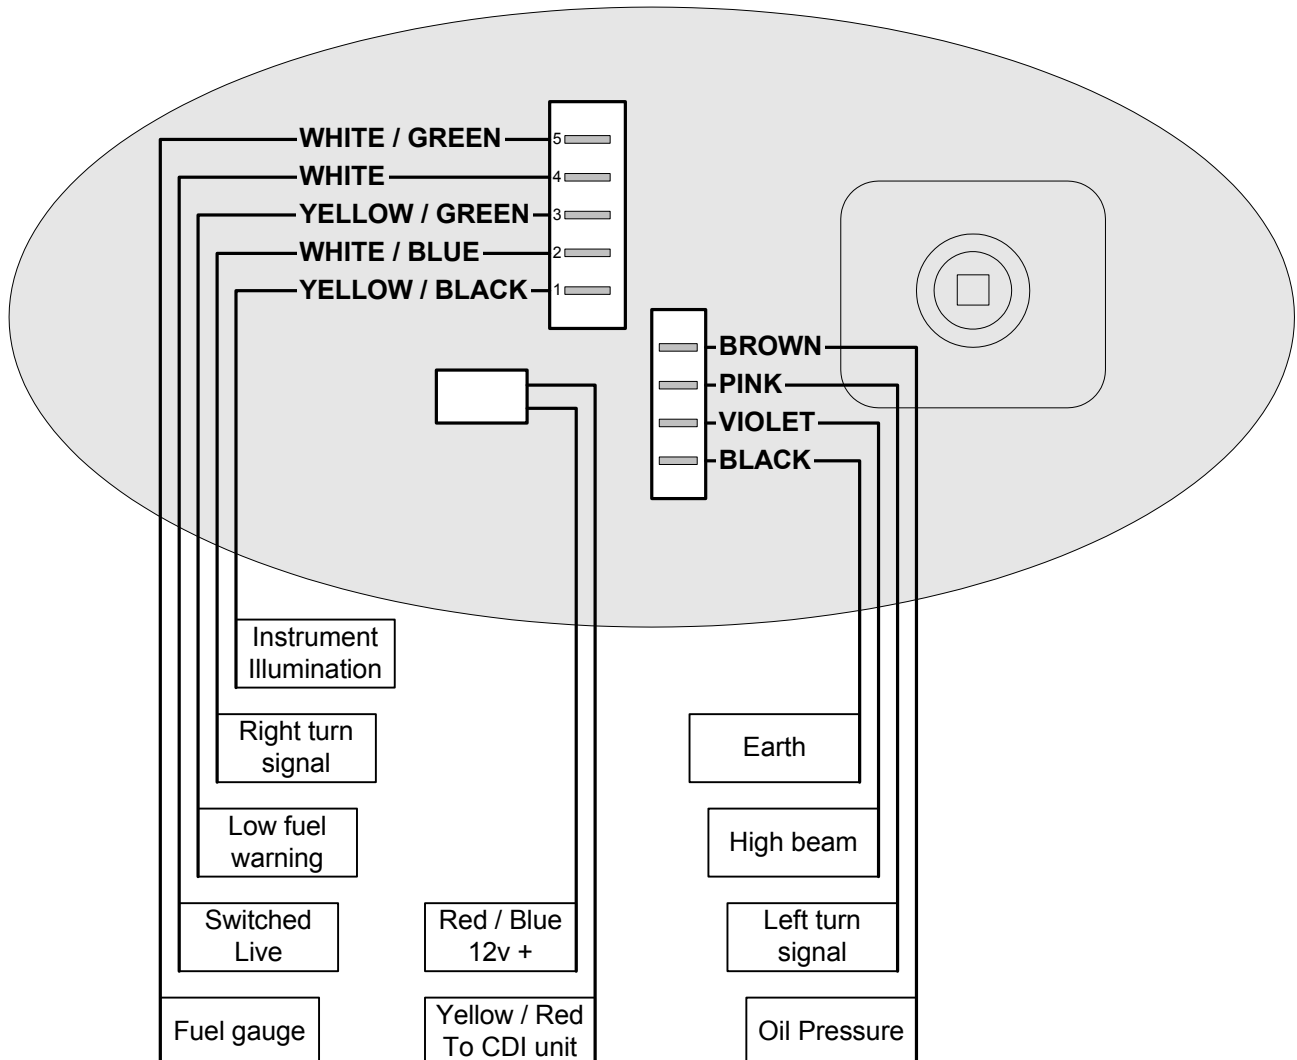 WHITE / GREEN
5
WHITE
4
YELLOW / GREEN
3
WHITE / BLUE
2
YELLOW / BLACK
1
BROWN
PINK
VIOLET
BLACK
Instrument
Illumination
Right turn
signal
Low fuel
warning
Switched
Live
Fuel gauge
Red / Blue
12v +
Yellow / Red
To CDI unit
Earth
High beam
Left turn
signal
Oil Pressure